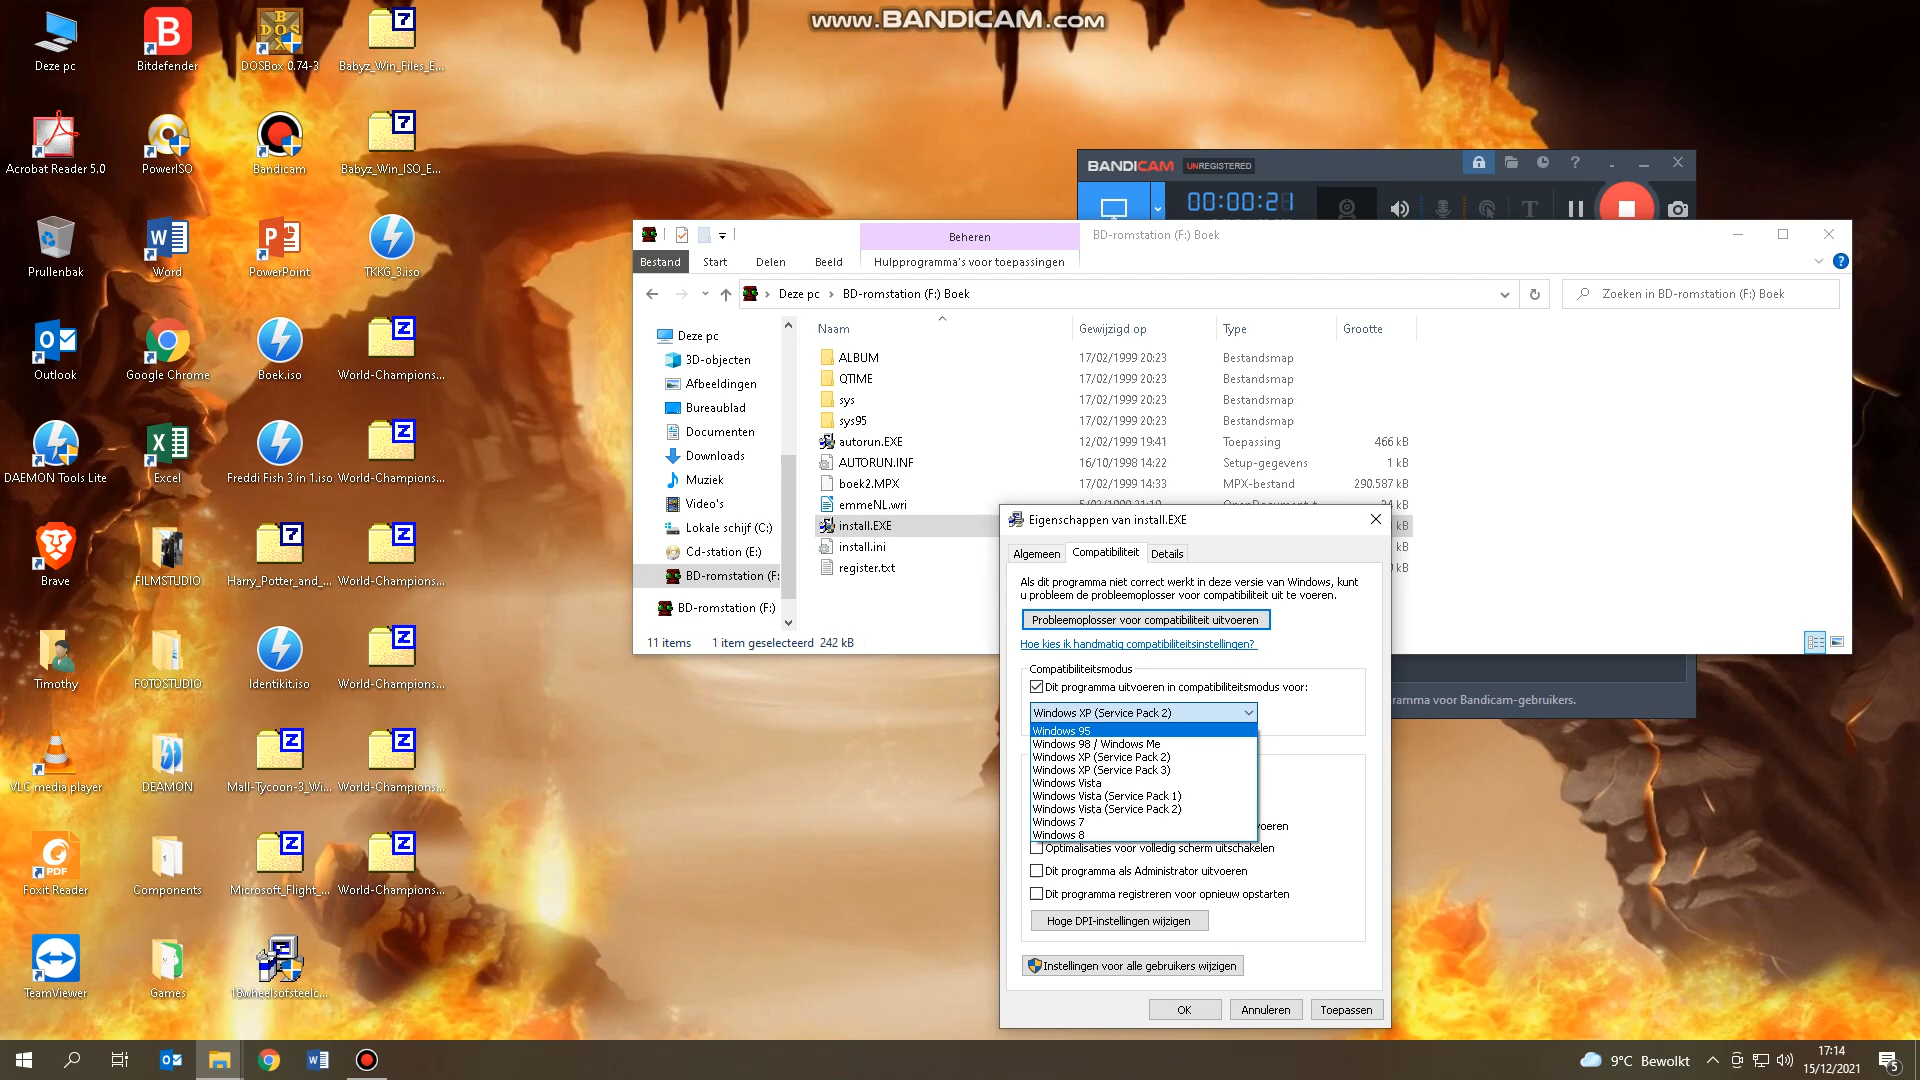 www.BANDICAM.com
Deze pc
Bitdefender
DOSBox 0.74-3
Babyz_Win_Files_E...
Acrobat Reader 5.0
PowerISO
Bandicam
Babyz_Win_ISO_E...
Prullenbak
Word
PowerPoint
TKKG_3.iso
Outlook
Google Chrome
Boek.iso
World-Champions...
DAEMON Tools Lite
Excel
Freddi Fish 3 in 1.iso
World-Champions...
Brave
FILMSTUDIO
Harry_Potter_and_...
World-Champions...
Timothy
FOTOSTUDIO
Identikit.iso
World-Champions...
VLC media player
DEAMON
Mall-Tycoon-3_Wi...
World-Champions...
Foxit Reader
Components
Microsoft_Flight_...
World-Champions...
TeamViewer
Games
18wheelsofsteelc...
BANDICAM UNREGISTERED
00:00:21
Beheren
BD-romstation (F:) Boek
Bestand Start Delen Beeld Hulpprogramma's voor toepassingen
Deze pc BD-romstation (F:) Boek
Zoeken in BD-romstation (F:) Boek
Deze pc
3D-objecten
Afbeeldingen
Bureaublad
Documenten
Downloads
Muziek
Video's
Lokale schijf (C:)
Cd-station (E:)
BD-romstation (F:
BD-romstation (F:)
Naam Gewijzigd op Type Grootte
ALBUM 17/02/1999 20:23 Bestandsmap
QTIME 17/02/1999 20:23 Bestandsmap
sys 17/02/1999 20:23 Bestandsmap
sys95 17/02/1999 20:23 Bestandsmap
autorun.EXE 12/02/1999 19:41 Toepassing 466 kB
AUTORUN.INF 16/10/1998 14:22 Setup-gegevens 1 kB
boek2.MPX 17/02/1999 14:33 MPX-bestand 290.587 kB
emmeNL.wri
install.EXE kB
install.ini kB
register.txt kB
11 items 1 item geselecteerd 242 kB
Eigenschappen van install.EXE
Algemeen Compatibiliteit Details
Als dit programma niet correct werkt in deze versie van Windows, kunt
u probleem de probleemoplosser voor compatibiliteit uit te voeren.
Probleemoplosser voor compatibiliteit uitvoeren
Hoe kies ik handmatig compatibiliteitsinstellingen?
Compatibiliteitsmodus
Dit programma uitvoeren in compatibiliteitsmodus voor:
Windows XP (Service Pack 2)
Windows 95
Windows 98 / Windows Me
Windows XP (Service Pack 2)
Windows XP (Service Pack 3)
Windows Vista
Windows Vista (Service Pack 1)
Windows Vista (Service Pack 2)
Windows 7
Windows 8
voeren
Optimalisaties voor volledig scherm uitschakelen
Dit programma als Administrator uitvoeren
Dit programma registreren voor opnieuw opstarten
Hoge DPI-instellingen wijzigen
Instellingen voor alle gebruikers wijzigen
OK Annuleren Toepassen
ramma voor Bandicam-gebruikers.
9°C Bewolkt
17:14
15/12/2021
5